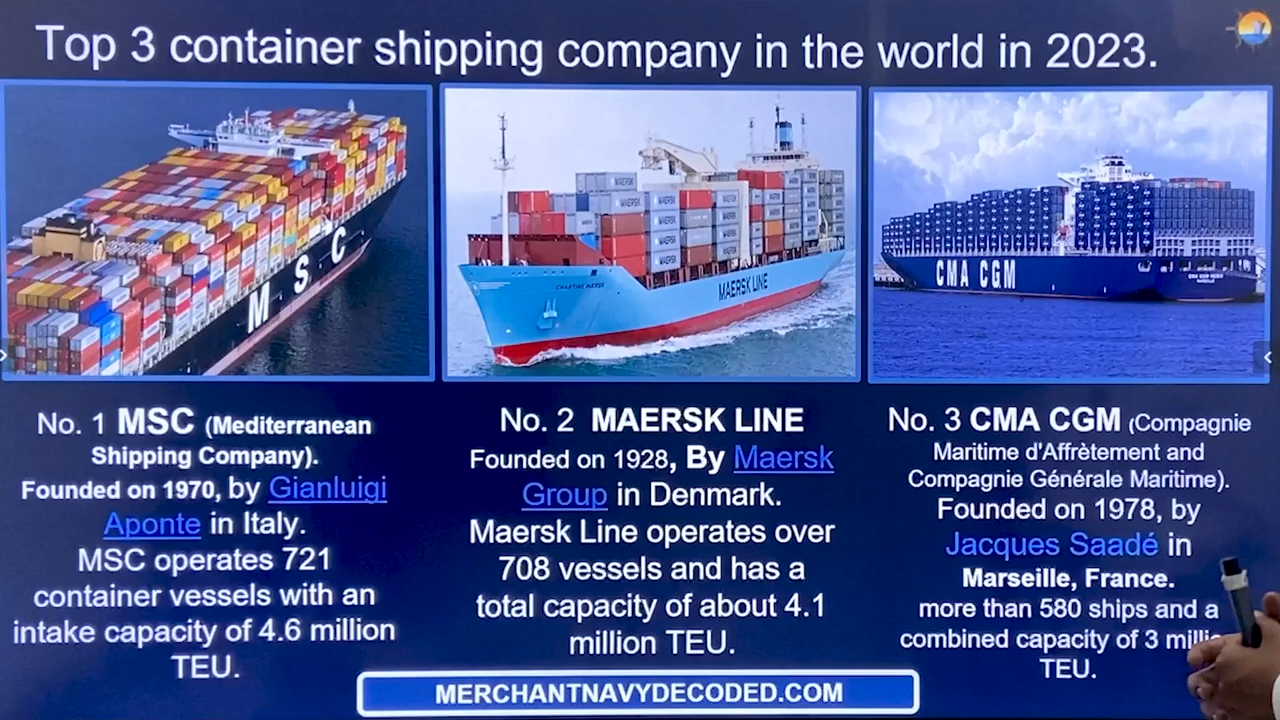 Top 3 container shipping company in the world in 2023.
M S C
MAERSK LINE
CMA CGM
No. 1 MSC (Mediterranean
Shipping Company).
Founded on 1970, by Gianluigi
Aponte in Italy.
MSC operates 721
container vessels with an
intake capacity of 4.6 million
TEU.
No. 2 MAERSK LINE
Founded on 1928, By Maersk
Group in Denmark.
Maersk Line operates over
708 vessels and has a
total capacity of about 4.1
million TEU.
No. 3 CMA CGM (Compagnie
Maritime d'Affrètement and
Compagnie Générale Maritime).
Founded on 1978, by
Jacques Saadé in
Marseille, France.
more than 580 ships and a
combined capacity of 3
TEU.
MERCHANTNAVYDECODED.COM